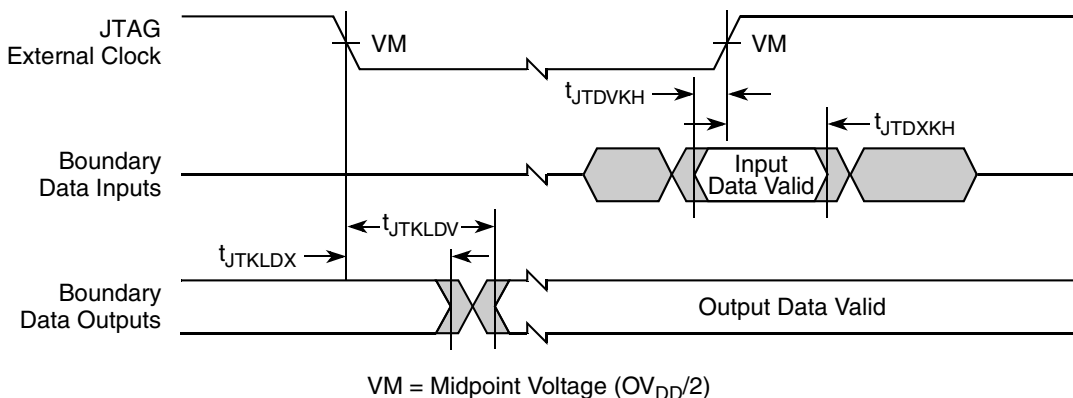 JTAG
External Clock
VM
VM
tJTDVKH
tJTDXKH
Boundary
Data Inputs
Input
Data Valid
tJTKLDV
tJTKLDX
Boundary
Data Outputs
Output Data Valid
VM = Midpoint Voltage (OVDD/2)